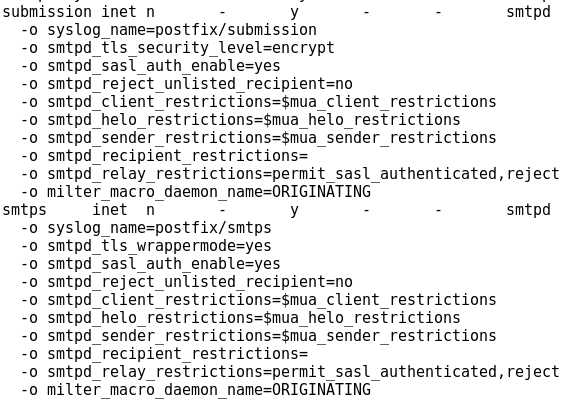 submission inet n       -       y       -       -       smtpd
  -o syslog_name=postfix/submission
  -o smtpd_tls_security_level=encrypt
  -o smtpd_sasl_auth_enable=yes
  -o smtpd_reject_unlisted_recipient=no
  -o smtpd_client_restrictions=$mua_client_restrictions
  -o smtpd_helo_restrictions=$mua_helo_restrictions
  -o smtpd_sender_restrictions=$mua_sender_restrictions
  -o smtpd_recipient_restrictions=
  -o smtpd_relay_restrictions=permit_sasl_authenticated,reject
  -o milter_macro_daemon_name=ORIGINATING
smtps     inet  n       -       y       -       -       smtpd
  -o syslog_name=postfix/smtps
  -o smtpd_tls_wrappermode=yes
  -o smtpd_sasl_auth_enable=yes
  -o smtpd_reject_unlisted_recipient=no
  -o smtpd_client_restrictions=$mua_client_restrictions
  -o smtpd_helo_restrictions=$mua_helo_restrictions
  -o smtpd_sender_restrictions=$mua_sender_restrictions
  -o smtpd_recipient_restrictions=
  -o smtpd_relay_restrictions=permit_sasl_authenticated,reject
  -o milter_macro_daemon_name=ORIGINATING